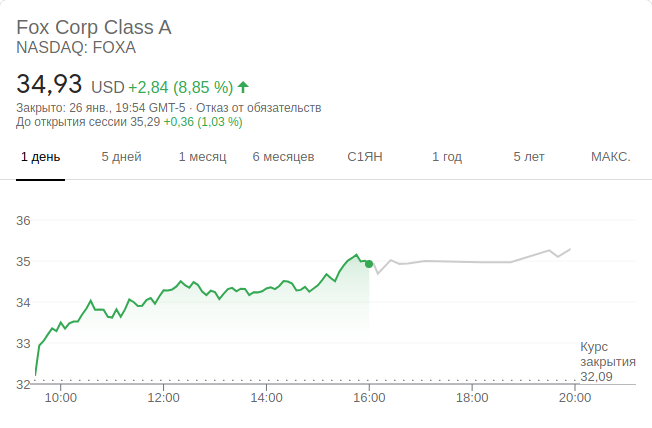 Fox Corp Class A
NASDAQ: FOXA
34,93 USD +2,84 (8,85 %)
Закрыто: 26 янв., 19:54 GMT-5 · Отказ от обязательств
До открытия сессии 35,29 +0,36 (1,03 %)
1 день 5 дней 1 месяц 6 месяцев С1ЯН 1 год 5 лет МАКС.
36
35
34
33
Курс
закрытия
32,09
32
10:00 12:00 14:00 16:00 18:00 20:00